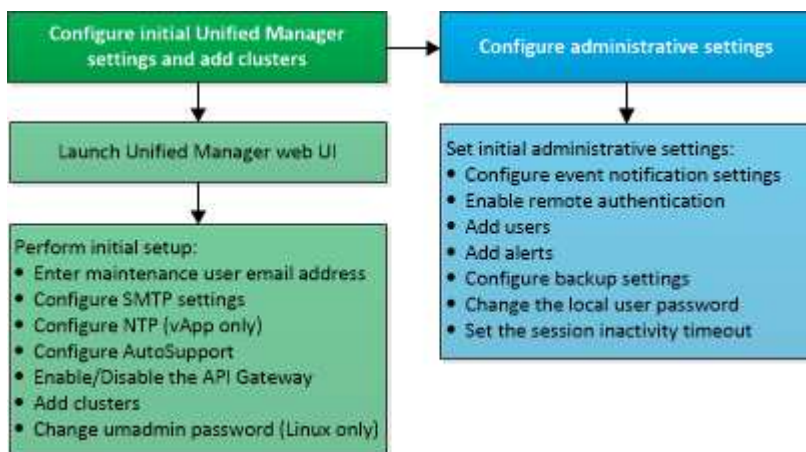 Configure initial Unified Manager
settings and add clusters
Launch Unified Manager web UI
Perform initial setup:
• Enter maintenance user email address
• Configure SMTP settings
• Configure NTP (vApp only)
• Configure AutoSupport
• Enable/Disable the API Gateway
• Add clusters
• Change umadmin password (Linux only)
Configure administrative settings
Set initial administrative settings:
• Configure event notification settings
• Enable remote authentication
• Add users
• Add alerts
• Configure backup settings
• Change the local user password
• Set the session inactivity timeout